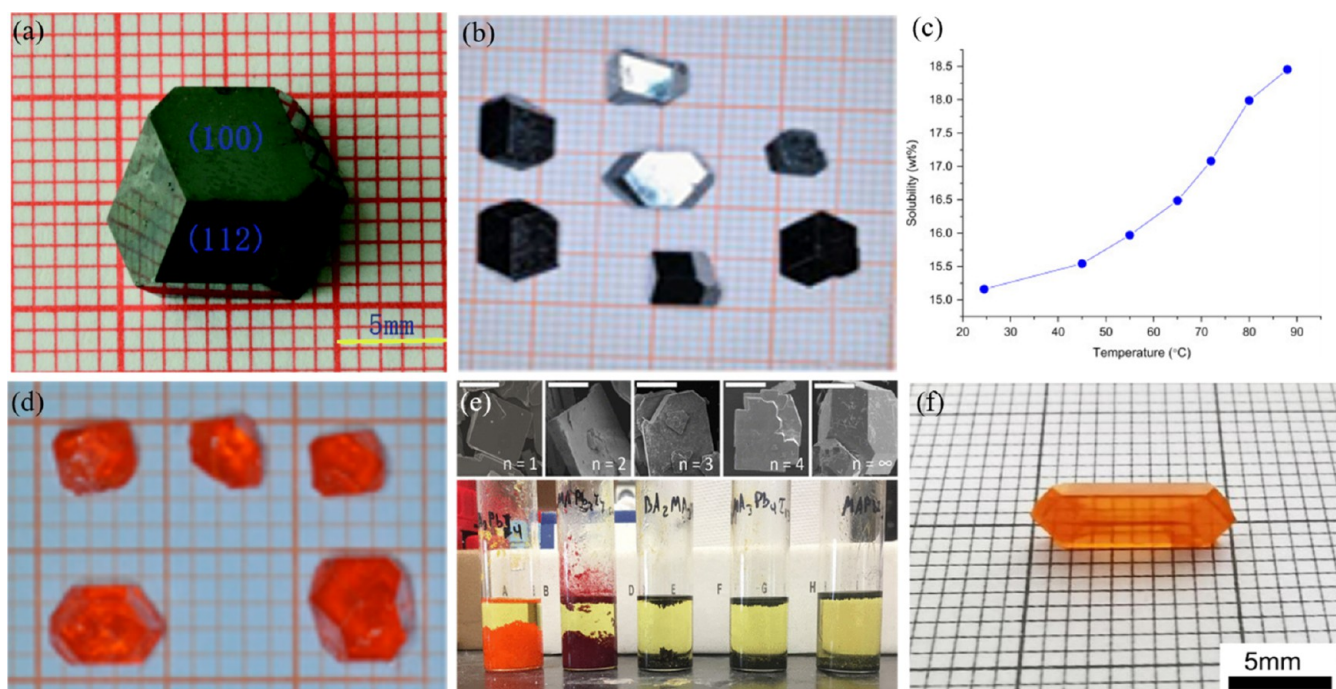 (a)
(100)
(112)
5mm
(b)
(c)
18.5
18.0
17.5
17.0
16.5
16.0
15.5
15.0
Solubility (wt%)
20 30 40 50 60 70 80 90
Temperature (°C)
(d)
(e)
n = 1
n = 2
n = 3
n = 4
n = ∞
A B D E F G H
(f)
5mm